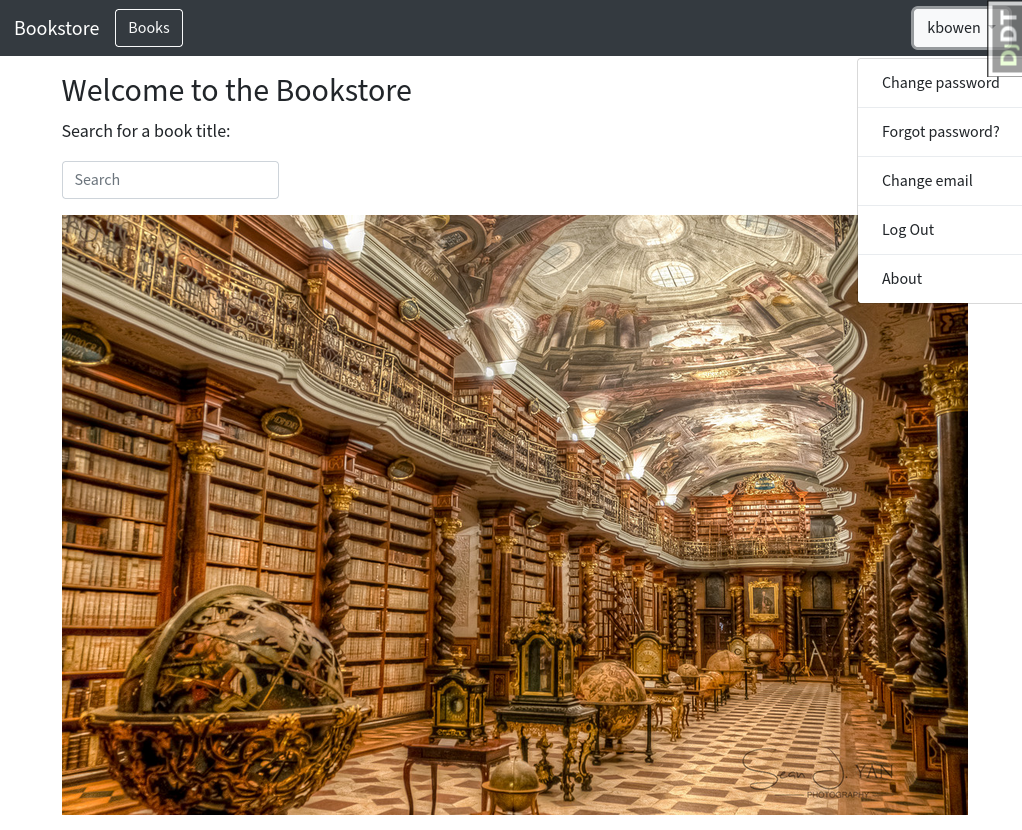 Bookstore
Books
kbowen
DjDT
Change password
Forgot password?
Change email
Log Out
About
Welcome to the Bookstore
Search for a book title:
Search
Sean J. YAN
PHOTOGRAPHY